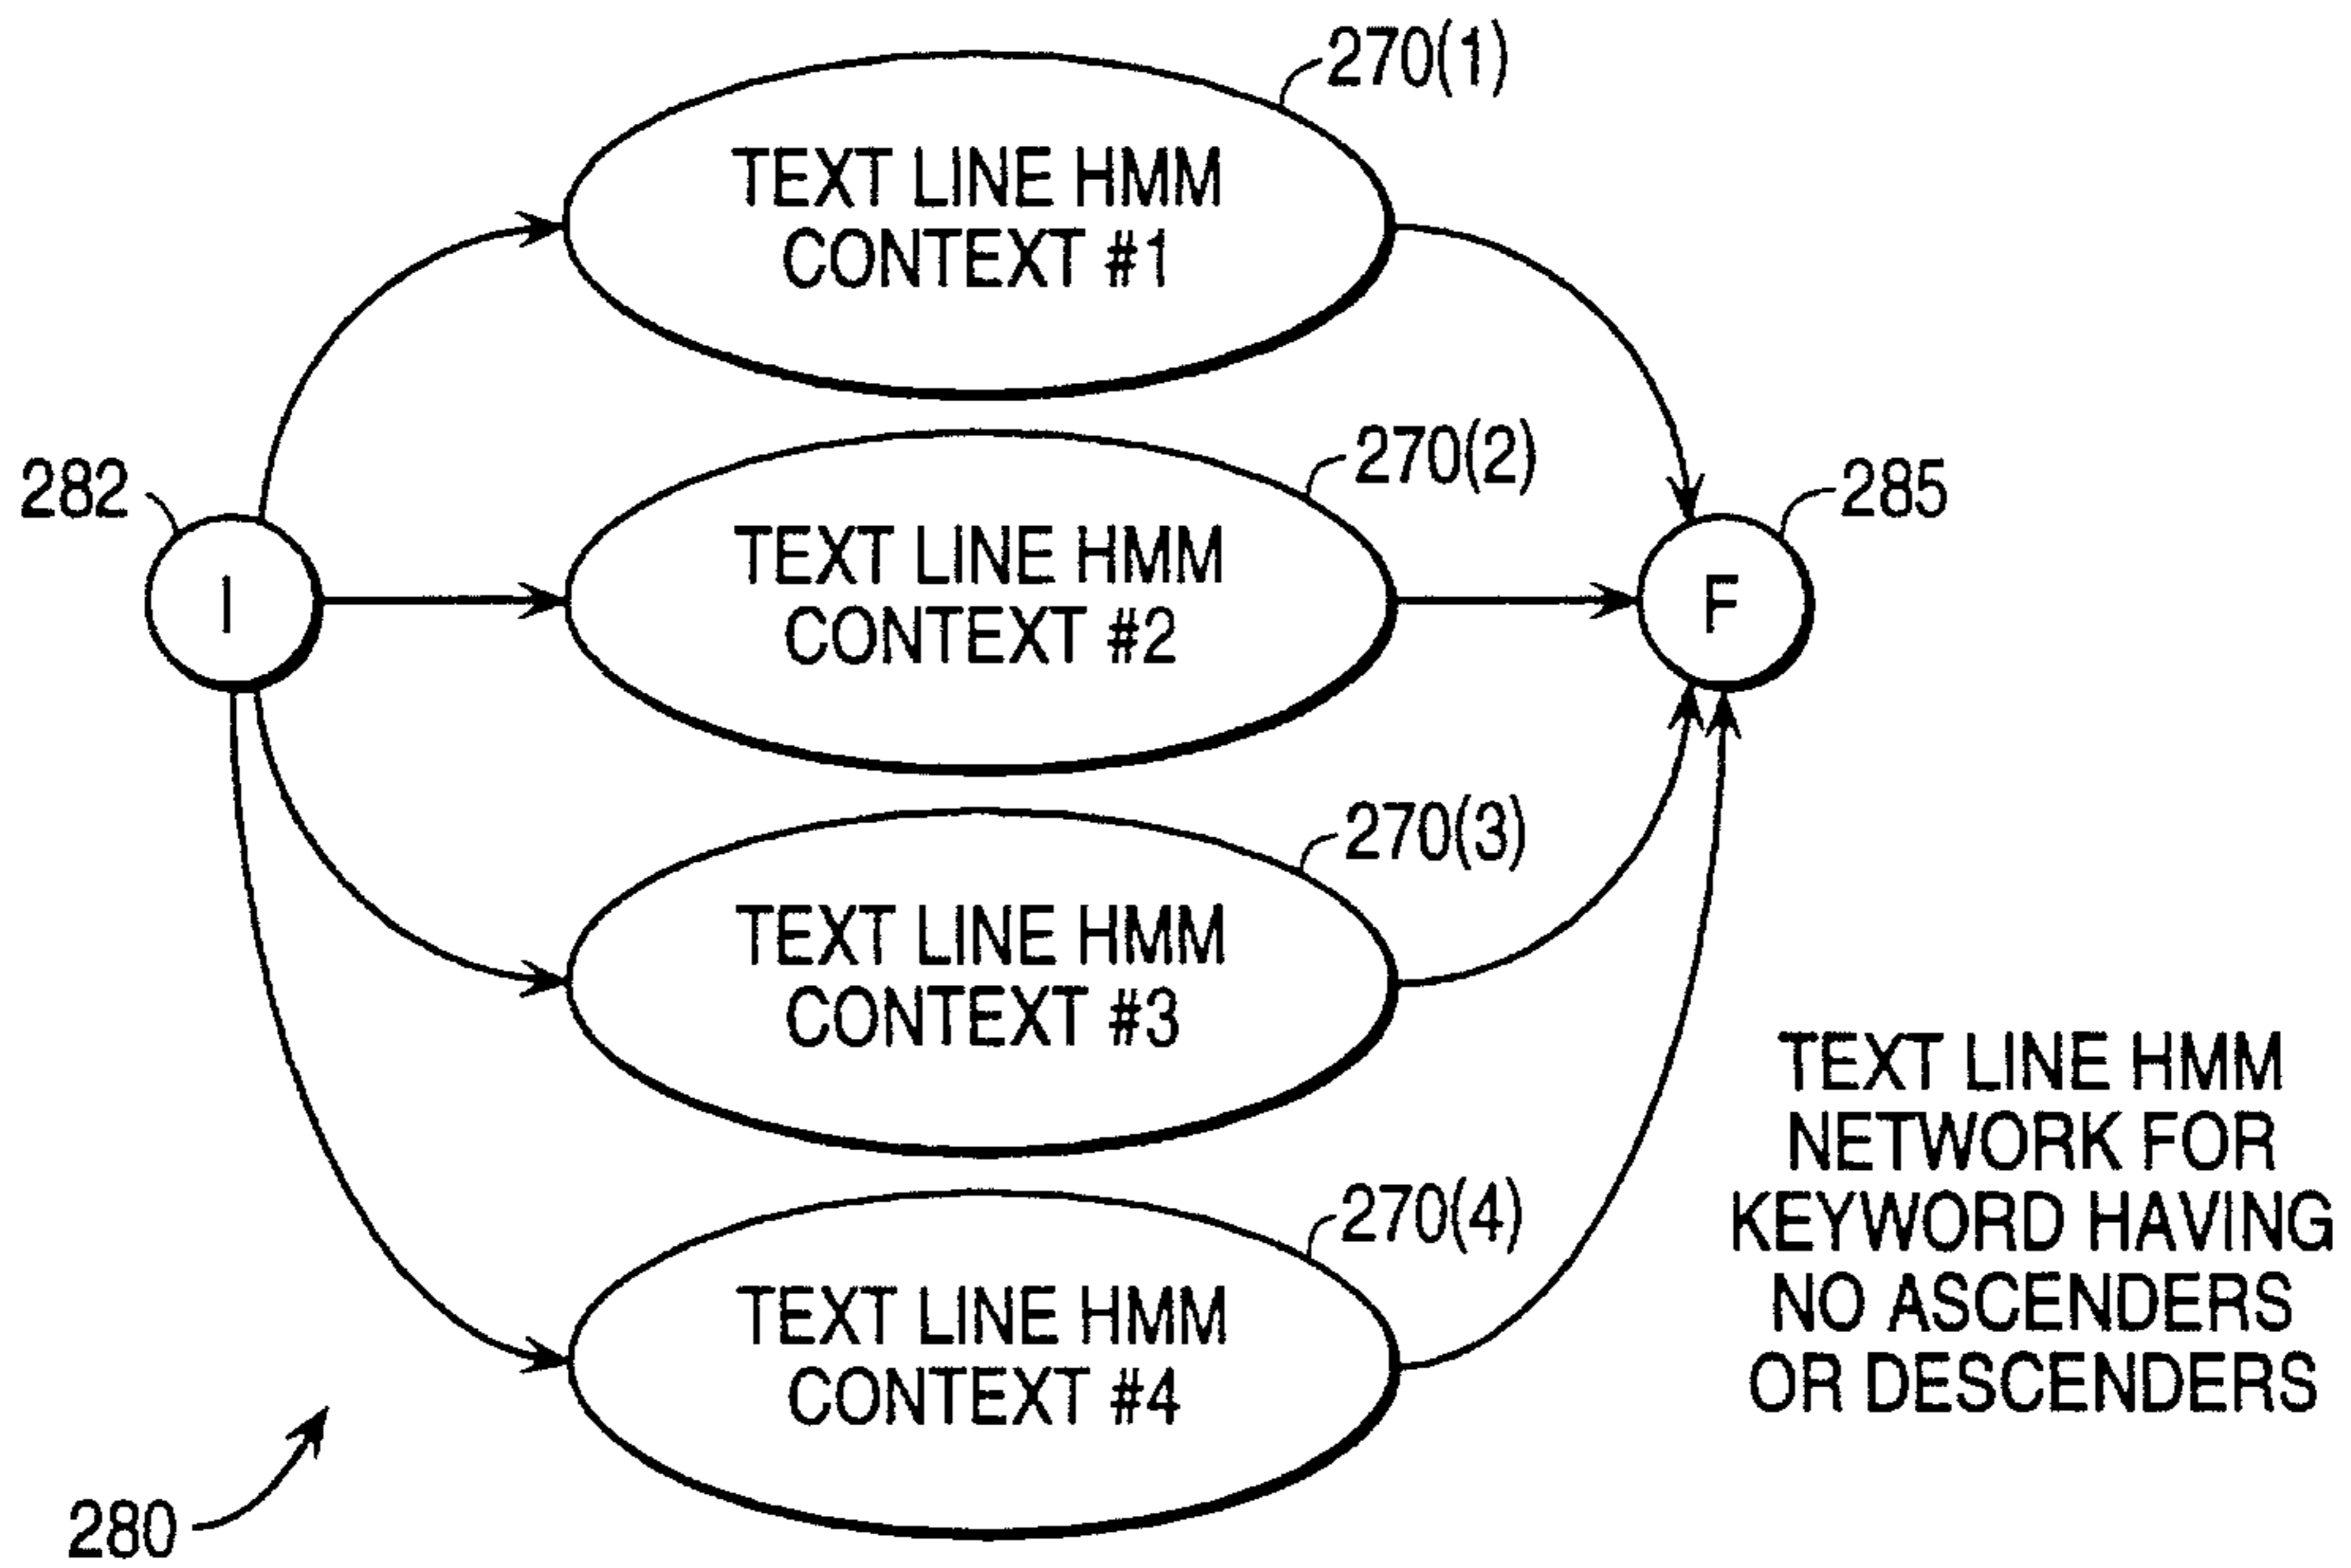 270(1)
TEXT LINE HMM
CONTEXT #1
270(2)
282
285
TEXT LINE HMM
CONTEXT #2
I
F
270(3)
TEXT LINE HMM
CONTEXT #3
270(4)
TEXT LINE HMM
CONTEXT #4
TEXT LINE HMM
NETWORK FOR
KEYWORD HAVING
NO ASCENDERS
OR DESCENDERS
280